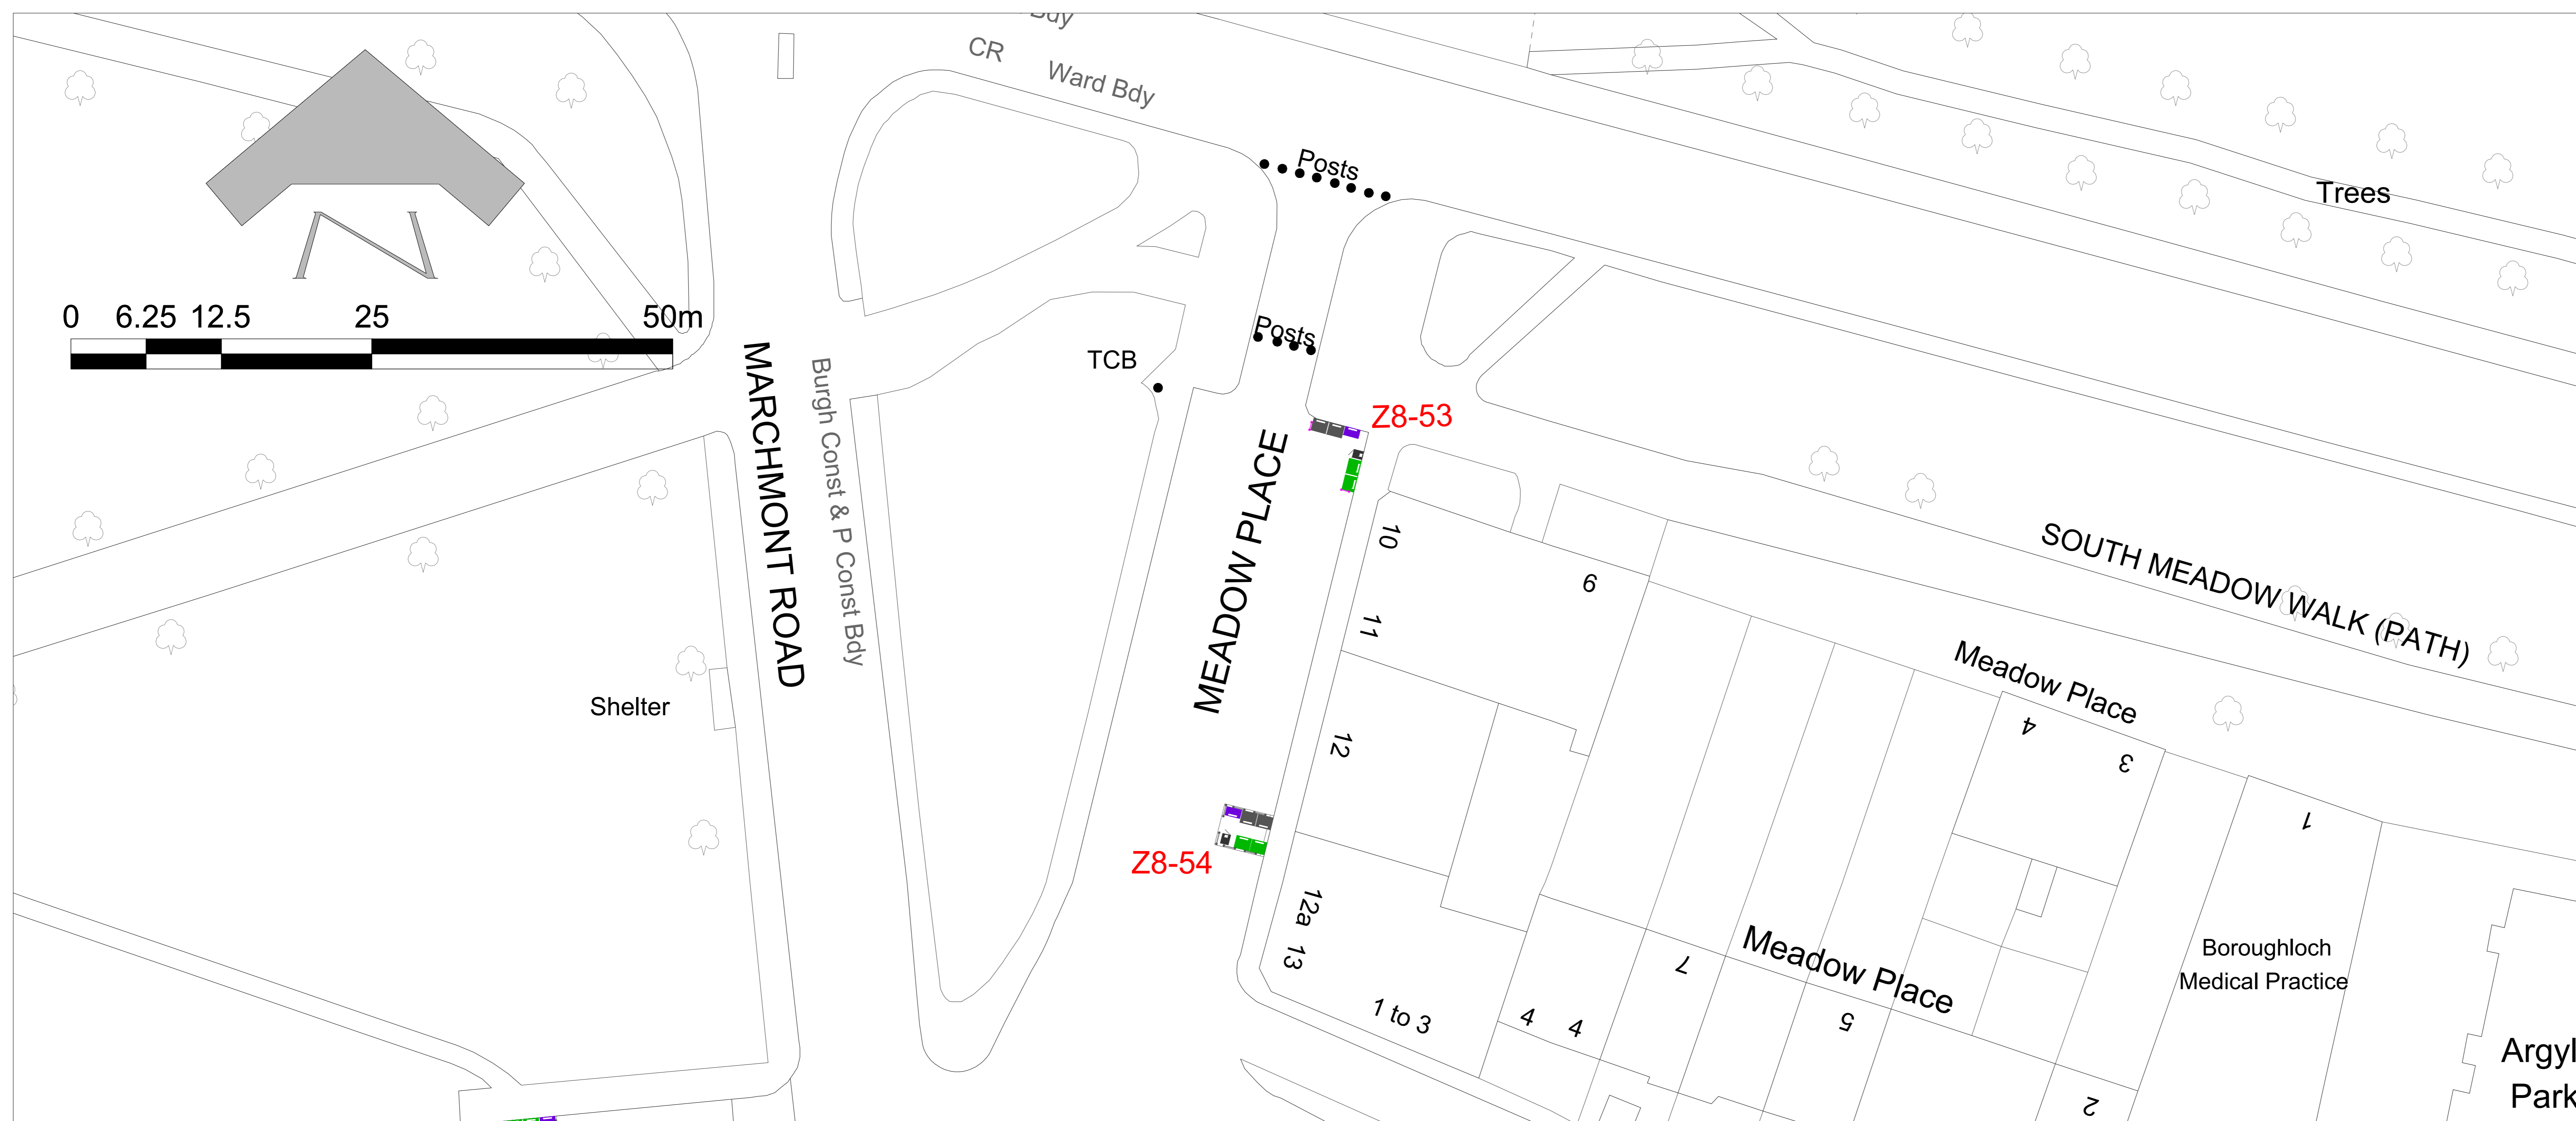 Bdy
CR
Ward Bdy
Posts
Trees
N
0 6.25 12.5 25 50m
Posts
TCB
MARCHMONT ROAD
Burgh Const & P Const Bdy
Z8-53
MEADOW PLACE
10
9
SOUTH MEADOW WALK (PATH)
11
Meadow Place
Shelter
4
3
12
1
Z8-54
12a
13
Meadow Place
7
Boroughloch
Medical Practice
1 to 3
4
4
5
Argyl
Park
2